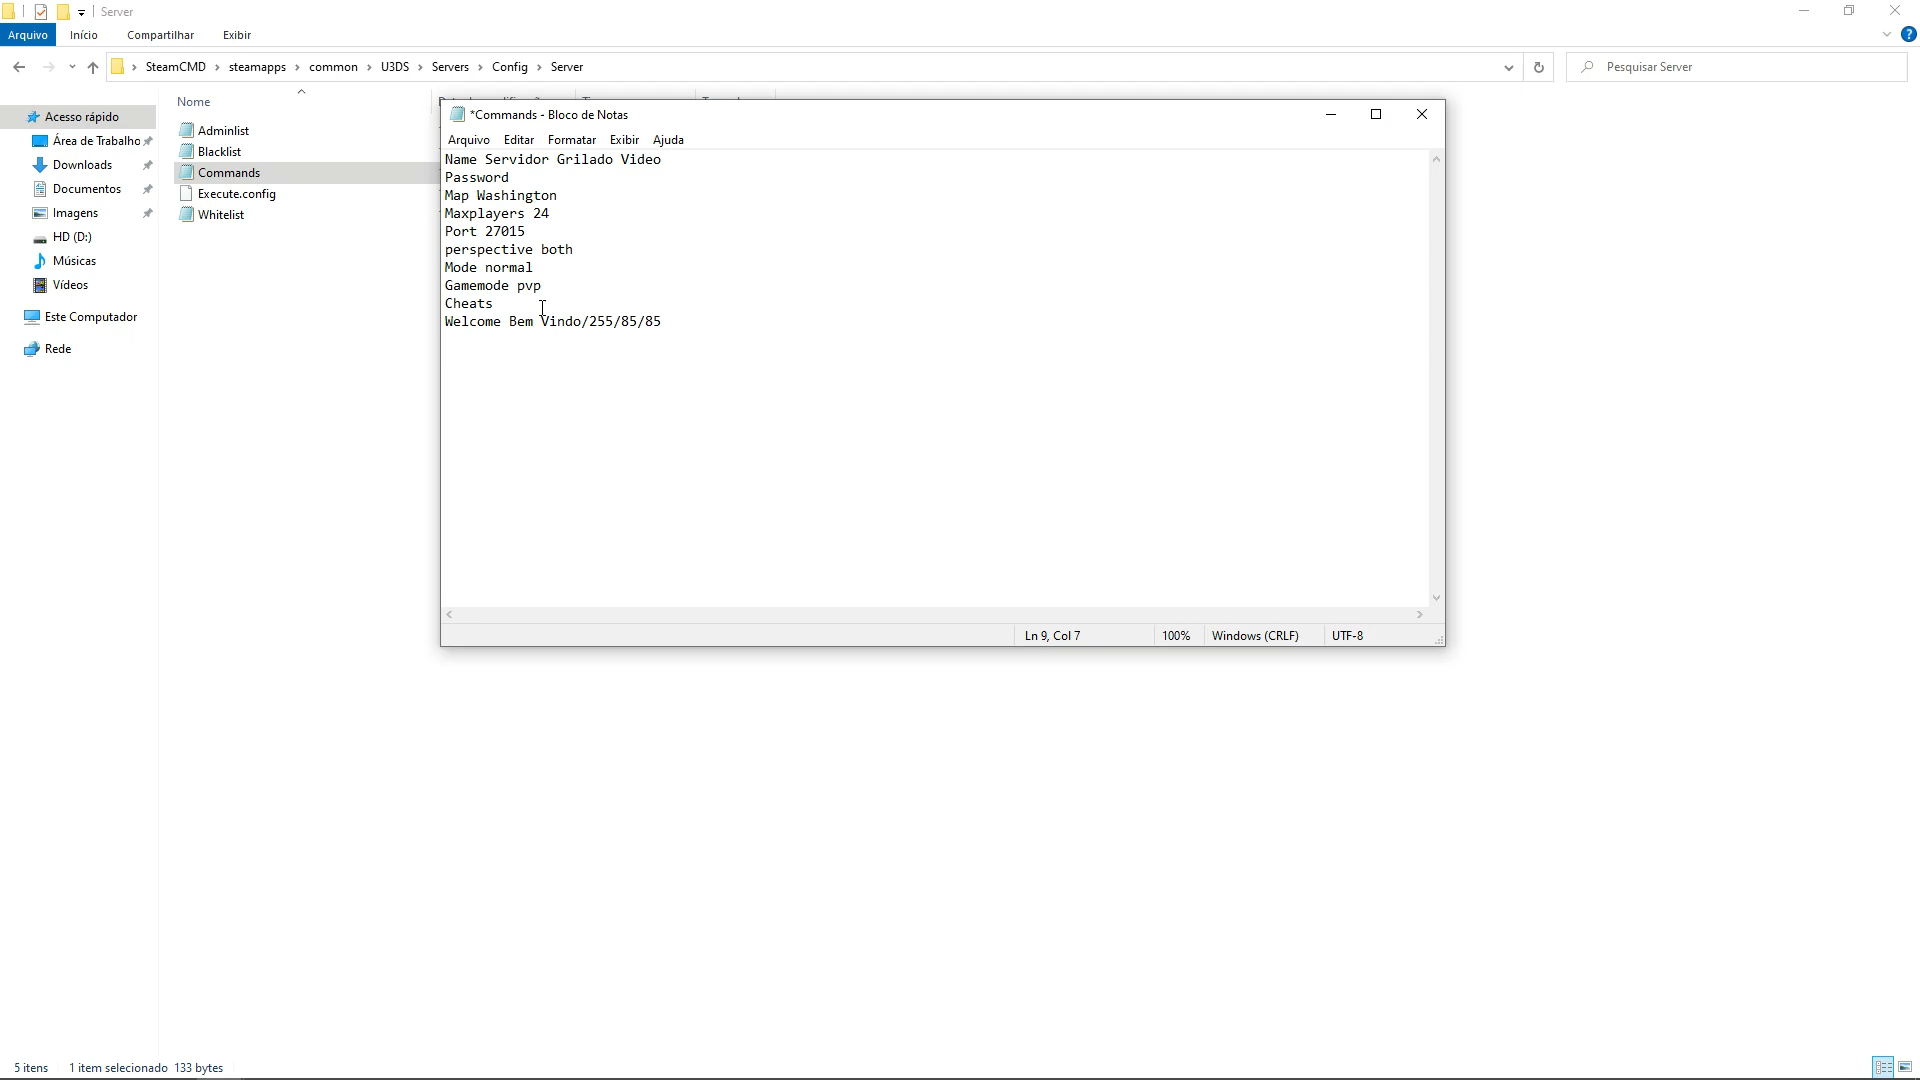 Server
Arquivo Início Compartilhar Exibir
SteamCMD steamapps common U3DS Servers Config Server
Pesquisar Server
Acesso rápido
Área de Trabalho
Downloads
Documentos
Imagens
HD (D:)
Músicas
Vídeos
Este Computador
Rede
Nome
Adminlist
Blacklist
Commands
Execute.config
Whitelist
*Commands - Bloco de Notas
Arquivo Editar Formatar Exibir Ajuda
Name Servidor Grilado Video
Password
Map Washington
Maxplayers 24
Port 27015
perspective both
Mode normal
Gamemode pvp
Cheats
Welcome Bem Vindo/255/85/85
Ln 9, Col 7 100% Windows (CRLF) UTF-8
5 itens 1 item selecionado 133 bytes